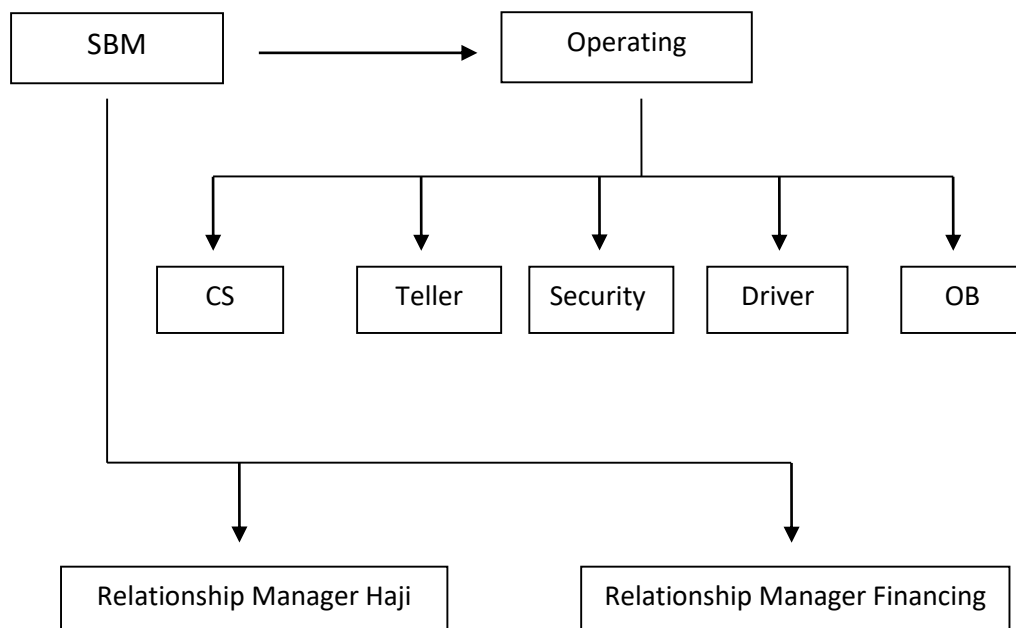 SBM
Operating
CS
Teller
Security
Driver
OB
Relationship Manager Haji
Relationship Manager Financing